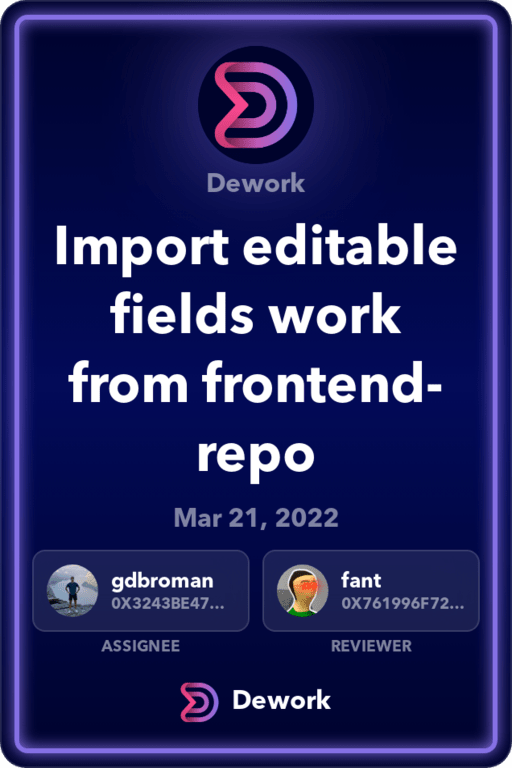 Dework
Import editable
fields work
from frontend-
repo
Mar 21, 2022
gdbroman
0X3243BE47...
fant
0X761996F72...
ASSIGNEE
REVIEWER
Dework